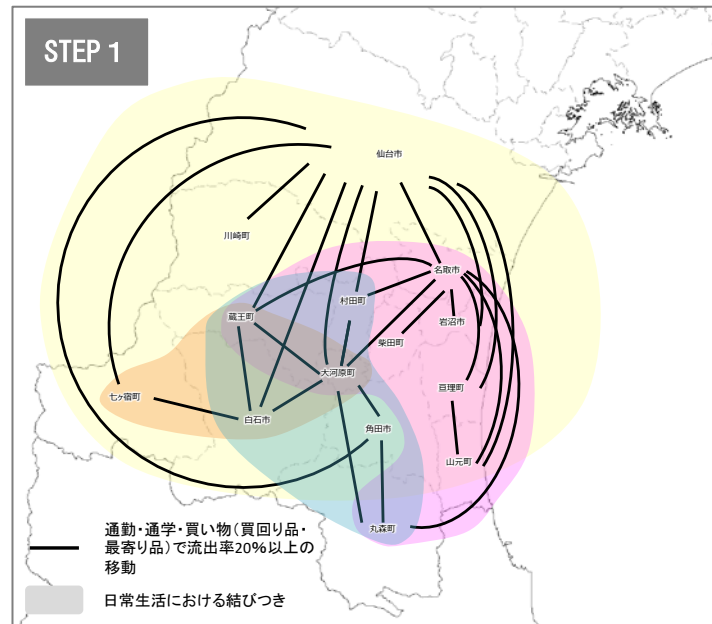 STEP 1
仙台市
川崎町
名取市
村田町
蔵王町
岩沼市
柴田町
大河原町
七ヶ宿町
亘理町
白石市
角田市
山元町
丸森町
通勤・通学・買い物(買回り品・
最寄り品)で流出率20%以上の
移動
日常生活における結びつき